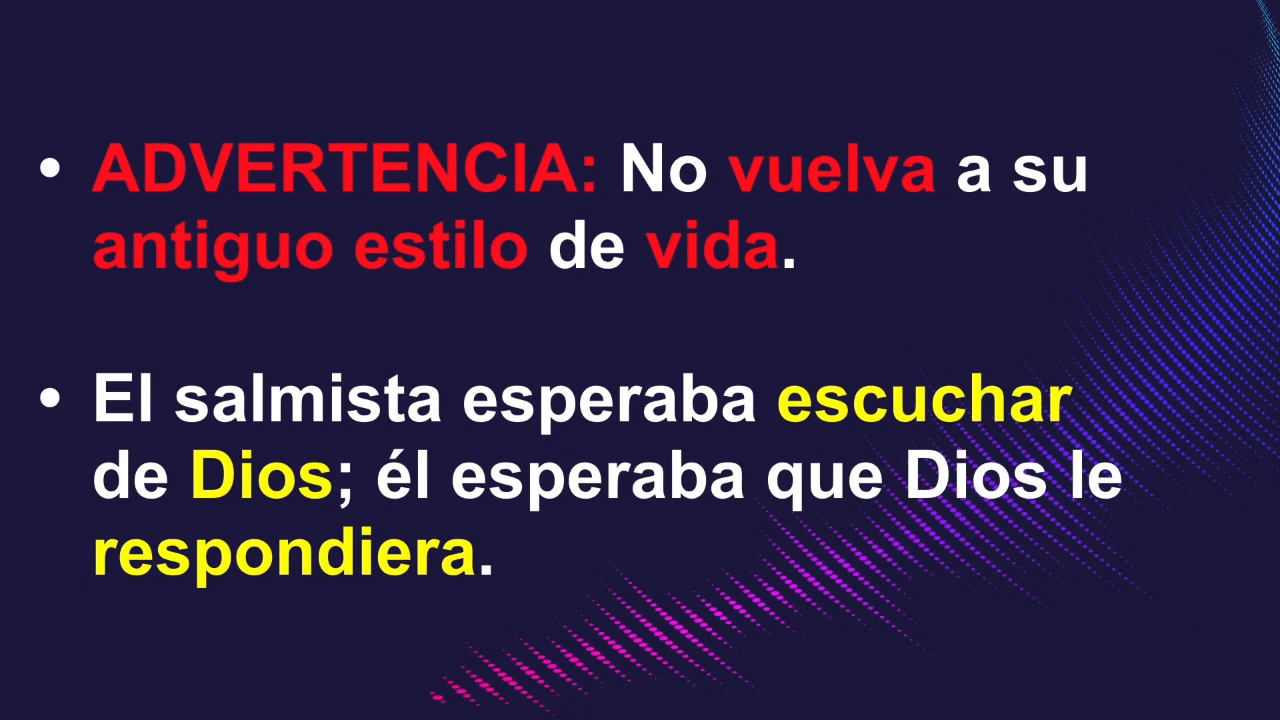 • ADVERTENCIA: No vuelva a su
antiguo estilo de vida.
• El salmista esperaba escuchar
de Dios; él esperaba que Dios le
respondiera.